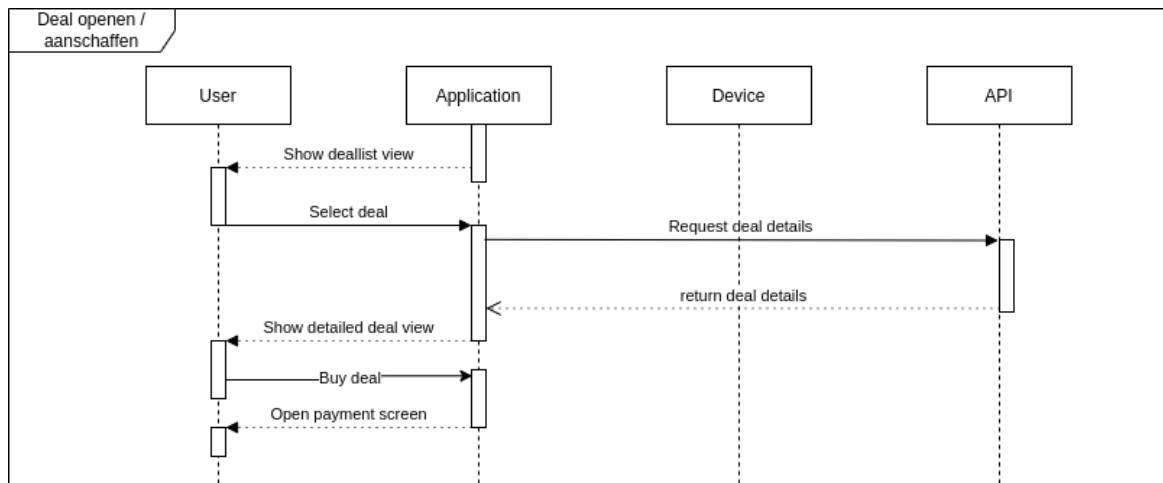 Deal openen /
aanschaffen
User
Application
Device
API
Show deallist view
Select deal
Request deal details
return deal details
Show detailed deal view
Buy deal
Open payment screen